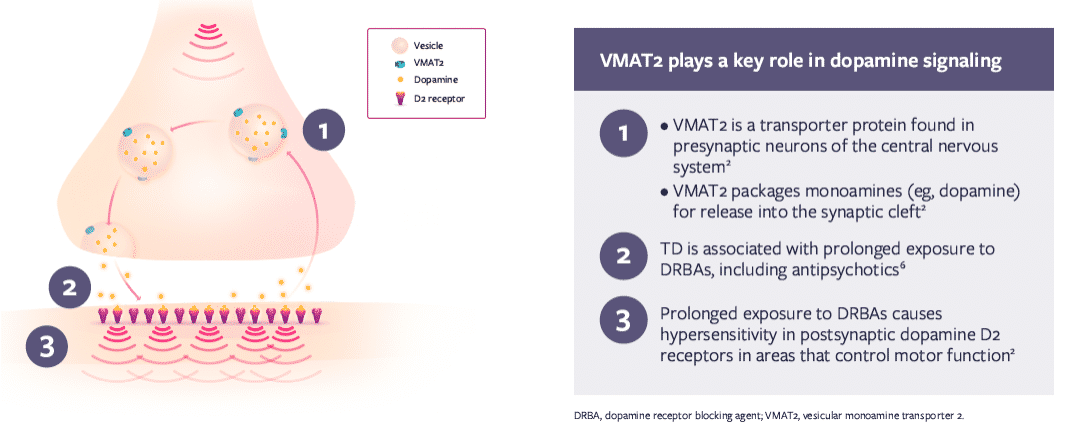 Vesicle
VMAT2
Dopamine
D2 receptor
1
2
3
VMAT2 plays a key role in dopamine signaling
1
• VMAT2 is a transporter protein found in
presynaptic neurons of the central nervous
system²
• VMAT2 packages monoamines (eg, dopamine)
for release into the synaptic cleft²
2
TD is associated with prolonged exposure to
DRBAs, including antipsychotics⁶
3
Prolonged exposure to DRBAs causes
hypersensitivity in postsynaptic dopamine D2
receptors in areas that control motor function²
DRBA, dopamine receptor blocking agent; VMAT2, vesicular monoamine transporter 2.